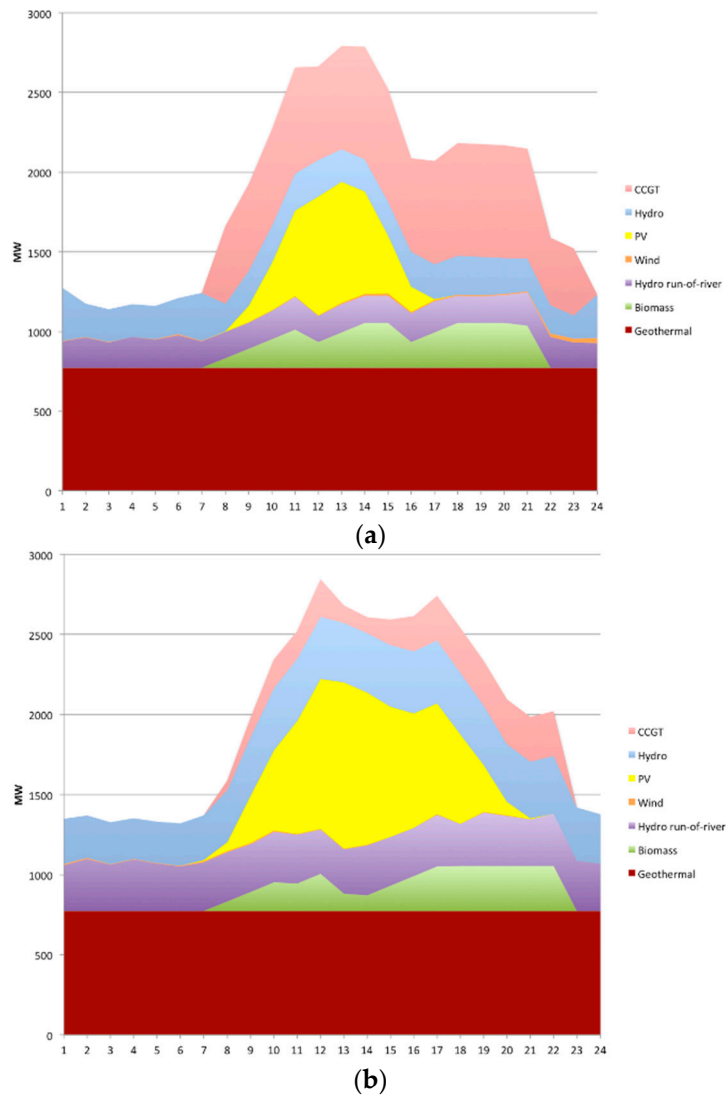 3000
2500
2000
1500
1000
500
0
MW
1 2 3 4 5 6 7 8 9 10 11 12 13 14 15 16 17 18 19 20 21 22 23 24
CCGT
Hydro
PV
Wind
Hydro run-of-river
Biomass
Geothermal
(a)
3000
2500
2000
1500
1000
500
0
MW
1 2 3 4 5 6 7 8 9 10 11 12 13 14 15 16 17 18 19 20 21 22 23 24
CCGT
Hydro
PV
Wind
Hydro run-of-river
Biomass
Geothermal
(b)